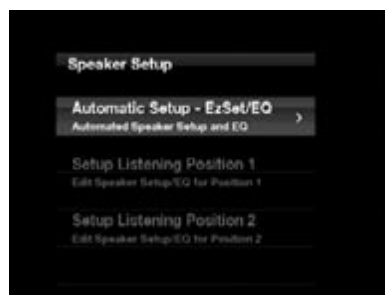 Speaker Setup
Automatic Setup - EzSet/EQ
Automated Speaker Setup and EQ
Setup Listening Position 1
Edit Speaker Setup/EQ for Position 1
Setup Listening Position 2
Edit Speaker Setup/EQ for Position 2